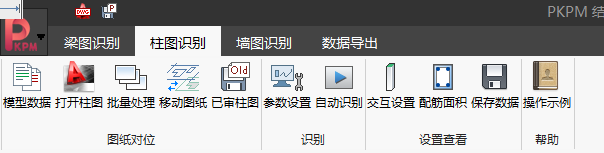 DWG P PKPM 结
P
KPM
梁图识别 柱图识别 墙图识别 数据导出
Old
模型数据 打开柱图 批量处理 移动图纸 已审柱图 参数设置 自动识别 交互设置 配筋面积 保存数据 操作示例
图纸对位 识别 设置查看 帮助